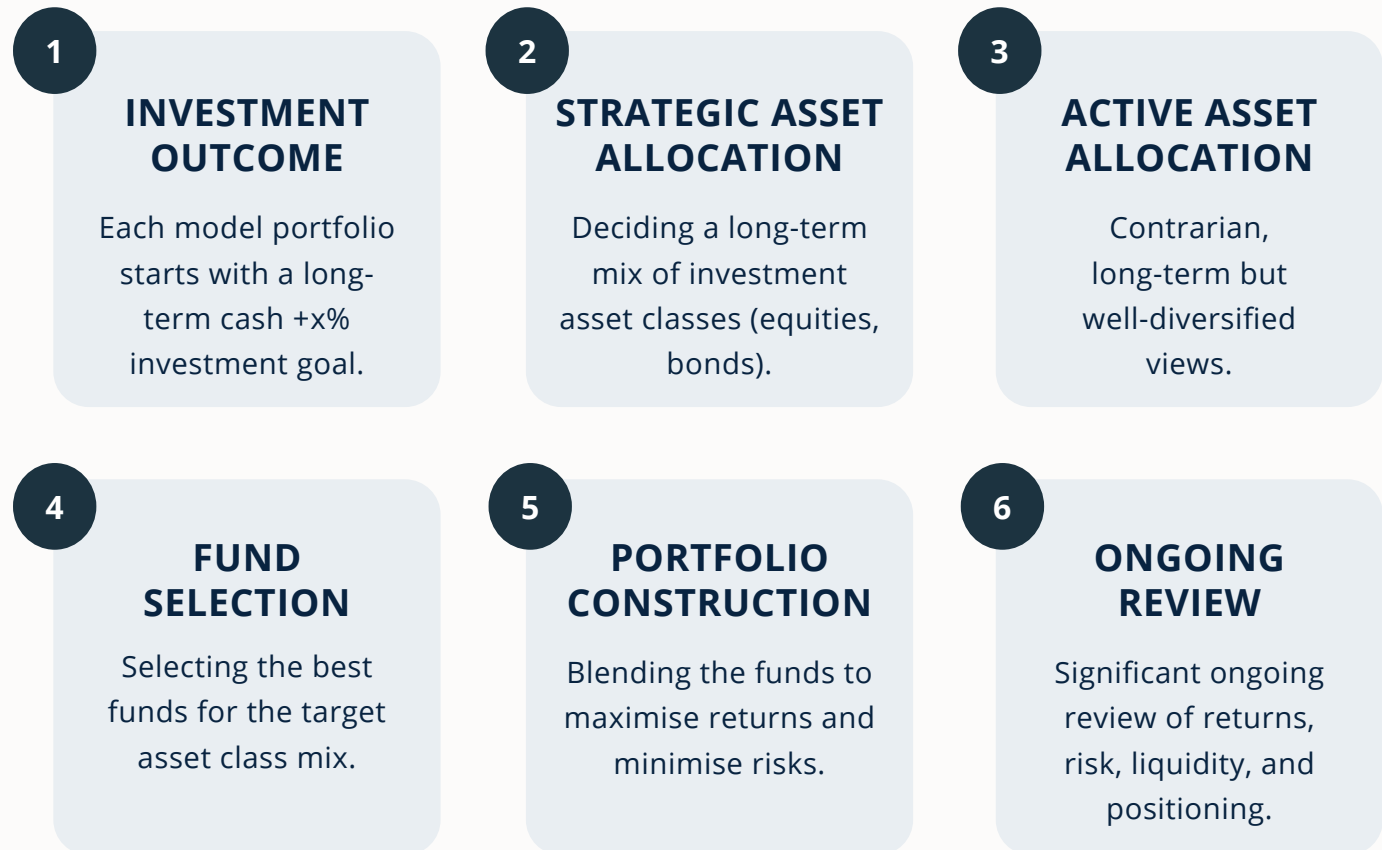 1
INVESTMENT
OUTCOME
Each model portfolio
starts with a long-
term cash +x%
investment goal.
2
STRATEGIC ASSET
ALLOCATION
Deciding a long-term
mix of investment
asset classes (equities,
bonds).
3
ACTIVE ASSET
ALLOCATION
Contrarian,
long-term but
well-diversified
views.
4
FUND
SELECTION
Selecting the best
funds for the target
asset class mix.
5
PORTFOLIO
CONSTRUCTION
Blending the funds to
maximise returns and
minimise risks.
6
ONGOING
REVIEW
Significant ongoing
review of returns,
risk, liquidity, and
positioning.